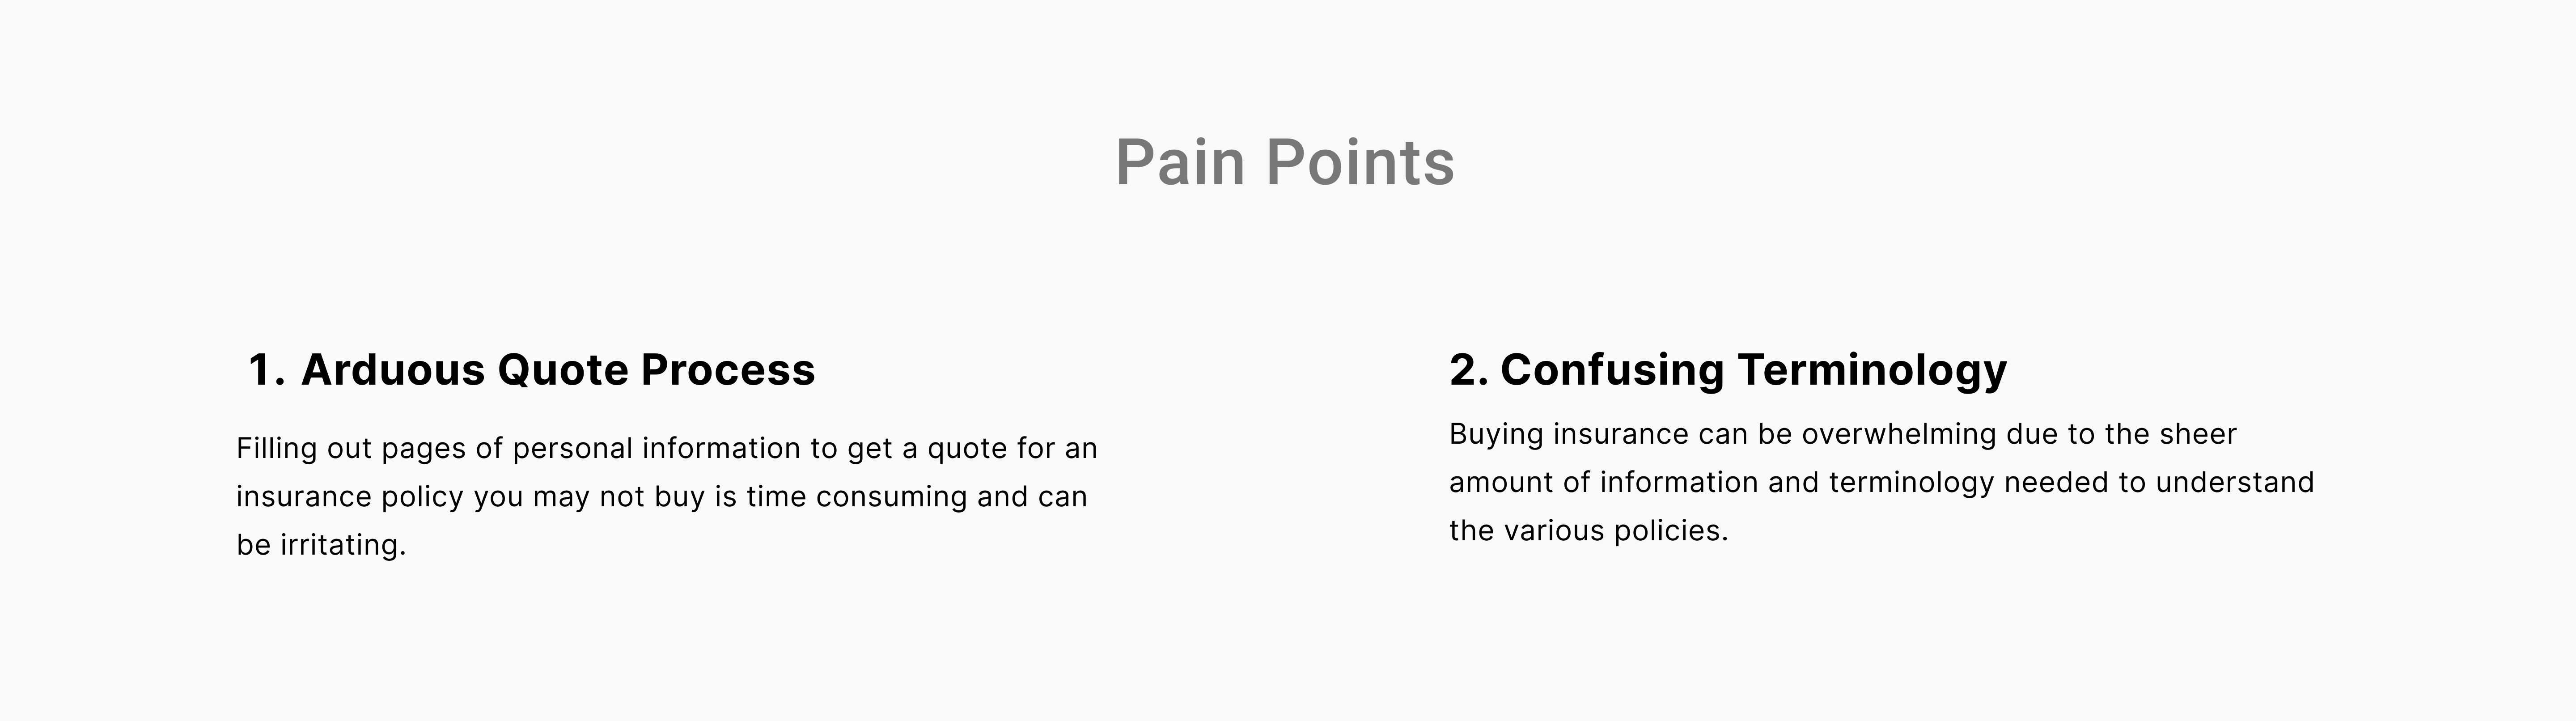 Pain Points
1. Arduous Quote Process
Filling out pages of personal information to get a quote for an
insurance policy you may not buy is time consuming and can
be irritating.
2. Confusing Terminology
Buying insurance can be overwhelming due to the sheer
amount of information and terminology needed to understand
the various policies.